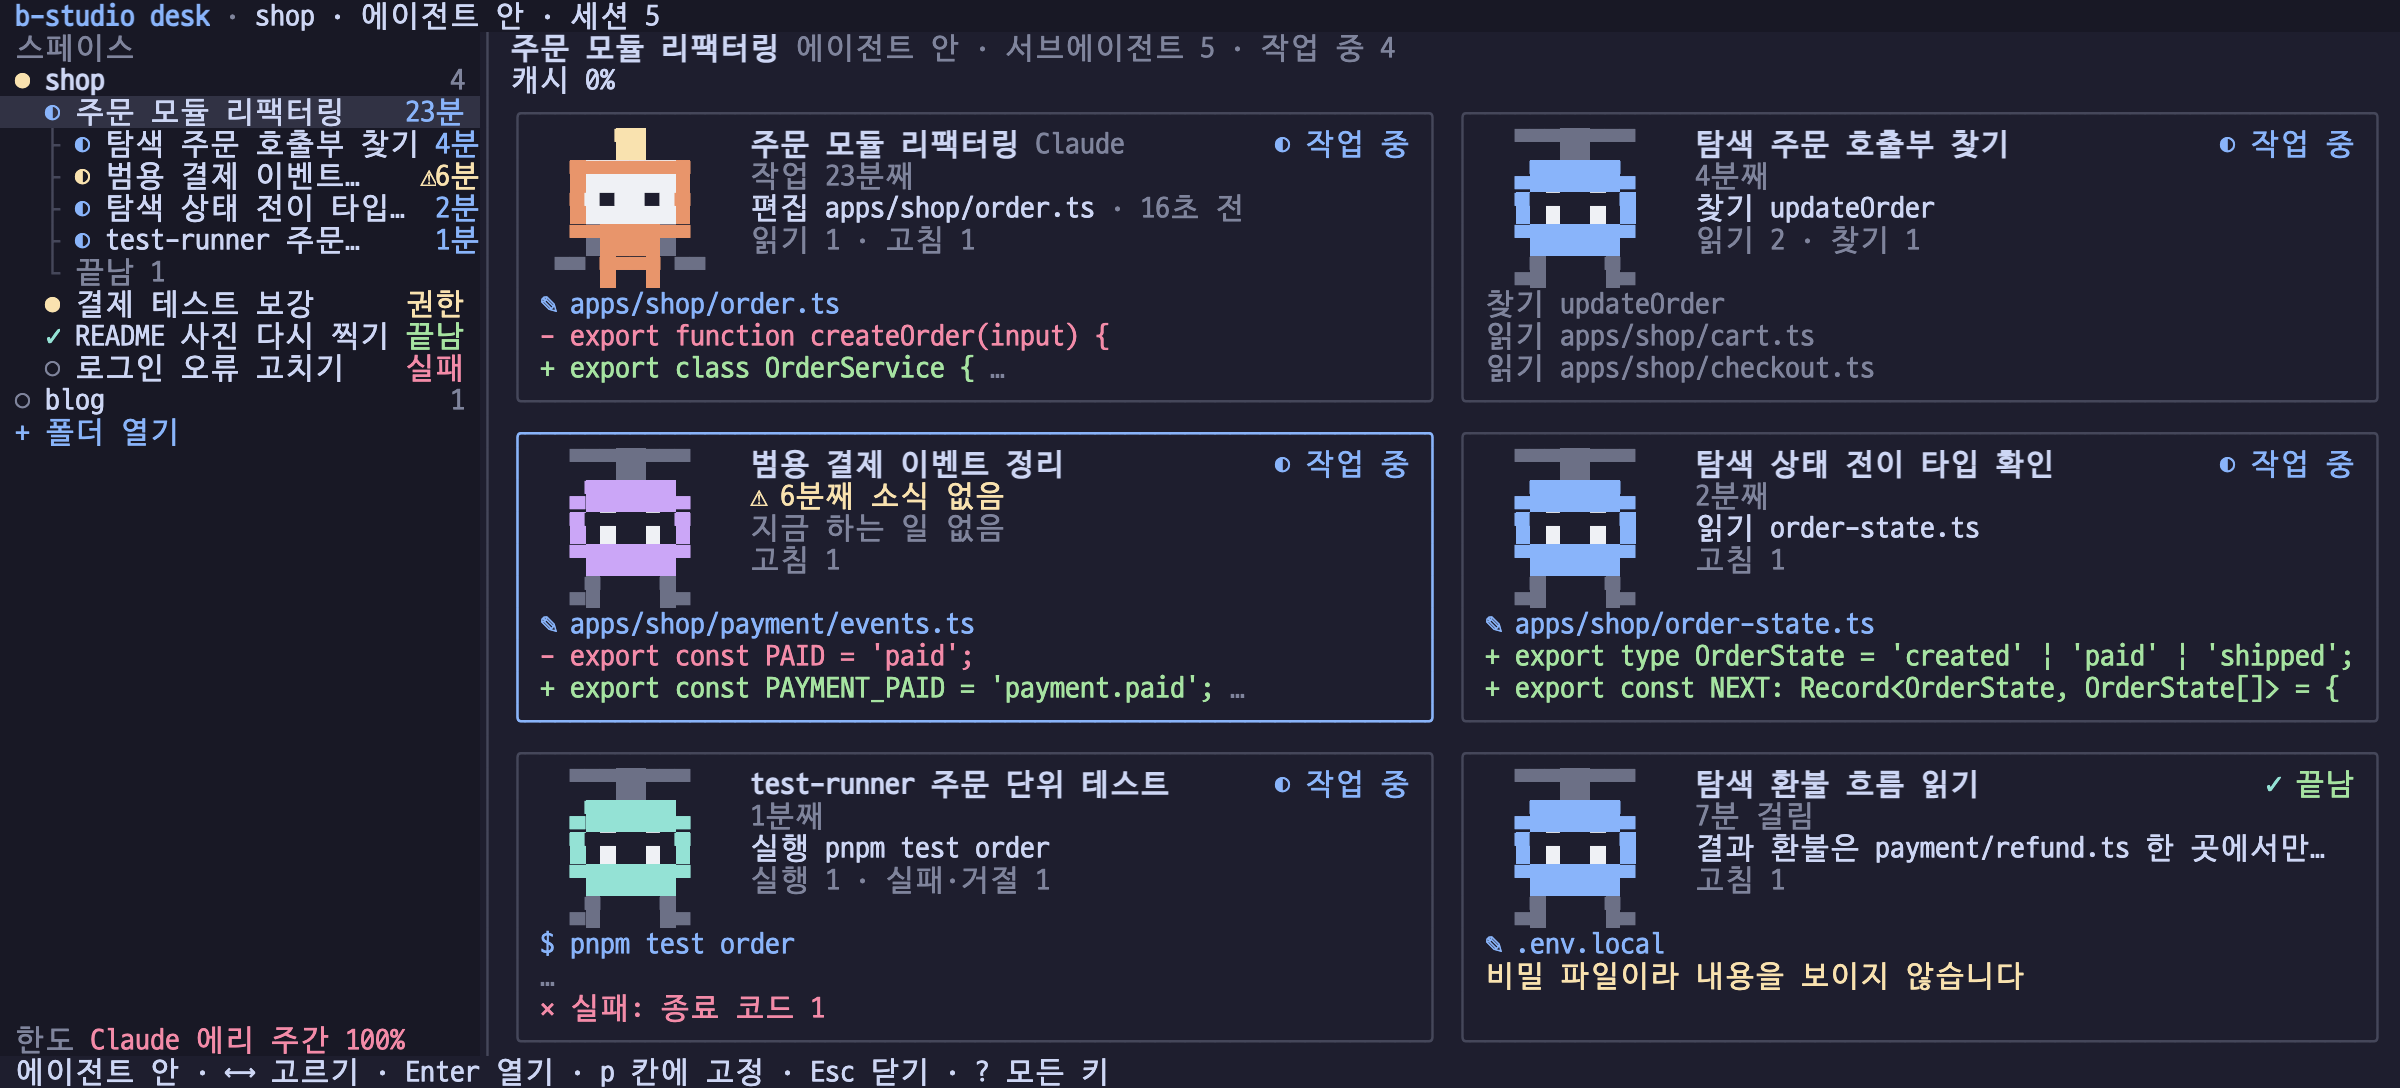 b-studio desk · shop · 에이전트 안 · 세션 5
스페이스
● shop 4
◐ 주문 모듈 리팩터링 23분
◐ 탐색 주문 호출부 찾기 4분
◐ 범용 결제 이벤트… ⚠6분
◐ 탐색 상태 전이 타입… 2분
◐ test-runner 주문… 1분
끝남 1
● 결제 테스트 보강 권한
✓ README 사진 다시 찍기 끝남
○ 로그인 오류 고치기 실패
○ blog 1
+ 폴더 열기
한도 Claude 에리 주간 100%
주문 모듈 리팩터링 에이전트 안 · 서브에이전트 5 · 작업 중 4
캐시 0%
주문 모듈 리팩터링 Claude ◐ 작업 중
작업 23분째
편집 apps/shop/order.ts · 16초 전
읽기 1 · 고침 1
✎ apps/shop/order.ts
- export function createOrder(input) {
+ export class OrderService { …
탐색 주문 호출부 찾기 ◐ 작업 중
4분째
찾기 updateOrder
읽기 2 · 찾기 1
찾기 updateOrder
읽기 apps/shop/cart.ts
읽기 apps/shop/checkout.ts
범용 결제 이벤트 정리 ◐ 작업 중
⚠ 6분째 소식 없음
지금 하는 일 없음
고침 1
✎ apps/shop/payment/events.ts
- export const PAID = 'paid';
+ export const PAYMENT_PAID = 'payment.paid'; …
탐색 상태 전이 타입 확인 ◐ 작업 중
2분째
읽기 order-state.ts
고침 1
✎ apps/shop/order-state.ts
+ export type OrderState = 'created' | 'paid' | 'shipped';
+ export const NEXT: Record<OrderState, OrderState[]> = {
test-runner 주문 단위 테스트 ◐ 작업 중
1분째
실행 pnpm test order
실행 1 · 실패·거절 1
$ pnpm test order
…
× 실패: 종료 코드 1
탐색 환불 흐름 읽기 ✓ 끝남
7분 걸림
결과 환불은 payment/refund.ts 한 곳에서만…
고침 1
✎ .env.local
비밀 파일이라 내용을 보이지 않습니다
에이전트 안 · ←→ 고르기 · Enter 열기 · p 칸에 고정 · Esc 닫기 · ? 모든 키